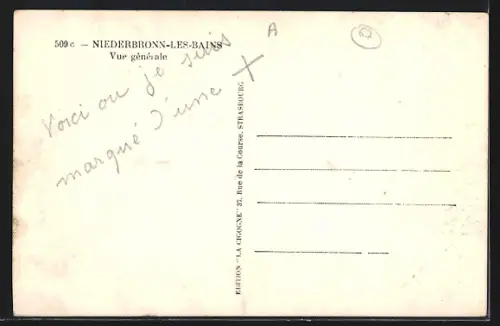 509 c — NIEDERBRONN-LES-BAINS
Vue générale
Voici ou je suis
marqué d'une X
A
EDITION "LA CIGOGNE" 37, Rue de la Course, STRASBOURG